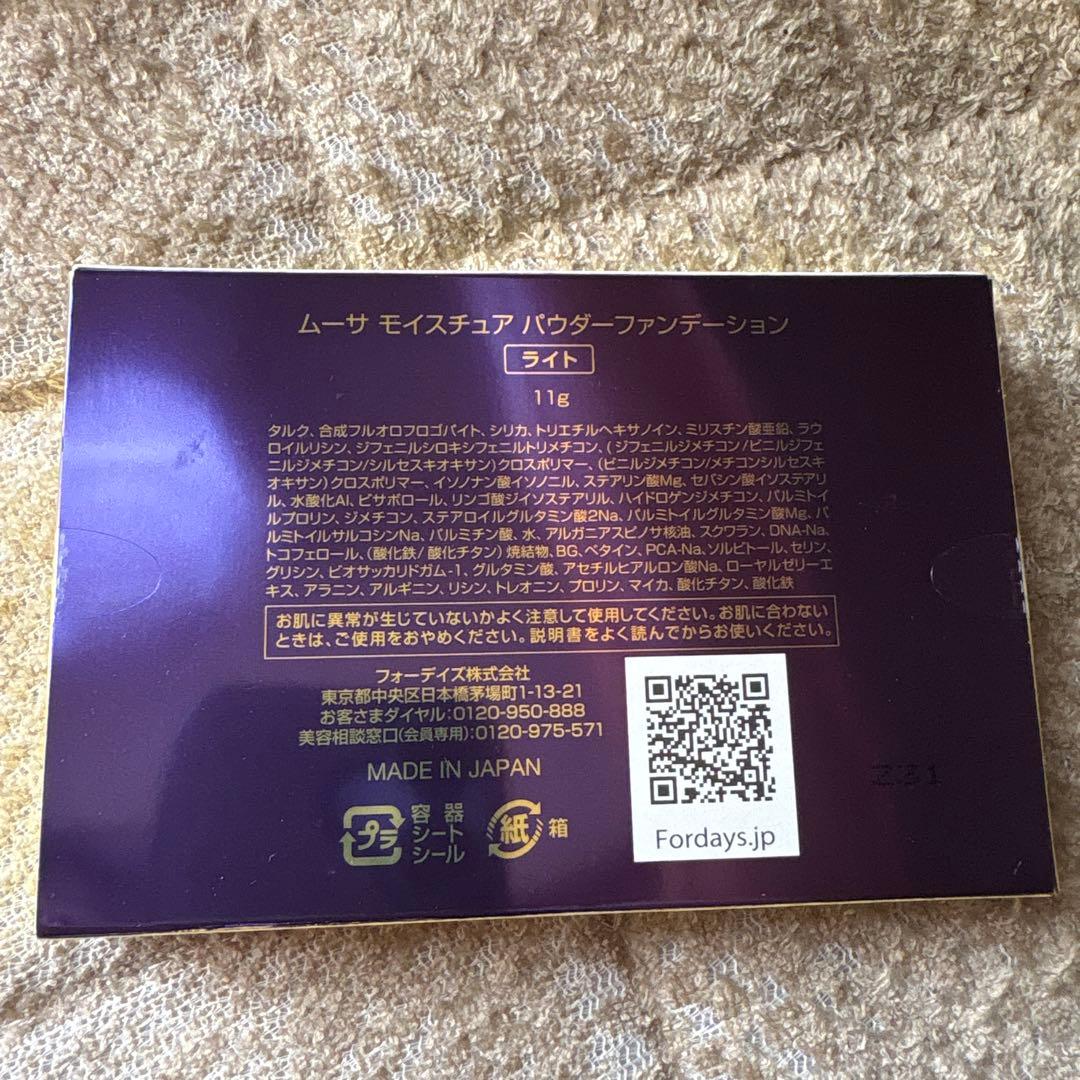 ムーサ モイスチュア パウダーファンデーション
ライト
11g
タルク、合成フルオロフロゴパイト、シリカ、トリエチルヘキサノイン、ミリスチン酸亜鉛、ラウ
ロイルリシン、ジフェニルシロキシフェニルトリメチコン、(ジフェニルジメチコン/ビニルジフェ
ニルジメチコン/シルセスキオキサン)クロスポリマー、(ビニルジメチコン/メチコンシルセスキ
オキサン)クロスポリマー、イソノナン酸イソノニル、ステアリン酸Mg、セバシン酸イソステアリ
ル、水酸化Al、ビサボロール、リンゴ酸ジイソステアリル、ハイドロゲンジメチコン、パルミトイ
ルプロリン、ジメチコン、ステアロイルグルタミン酸2Na、パルミトイルグルタミン酸Mg、パ
ルミトイルサルコシンNa、パルミチン酸、水、アルガニアスピノサ核油、スクワラン、DNA-Na、
トコフェロール、(酸化鉄/酸化チタン)焼結物、BG、ベタイン、PCA-Na、ソルビトール、セリン、
グリシン、ビオサッカリドガム-1、グルタミン酸、アセチルヒアルロン酸Na、ローヤルゼリーエ
キス、アラニン、アルギニン、リシン、トレオニン、プロリン、マイカ、酸化チタン、酸化鉄
お肌に異常が生じていないかよく注意して使用してください。お肌に合わない
ときは、ご使用をおやめください。説明書をよく読んでからお使いください。
フォーデイズ株式会社
東京都中央区日本橋茅場町1-13-21
お客さまダイヤル:0120-950-888
美容相談窓口(会員専用):0120-975-571
MADE IN JAPAN
プラ
容器
シート
シール
紙
箱
Fordays.jp